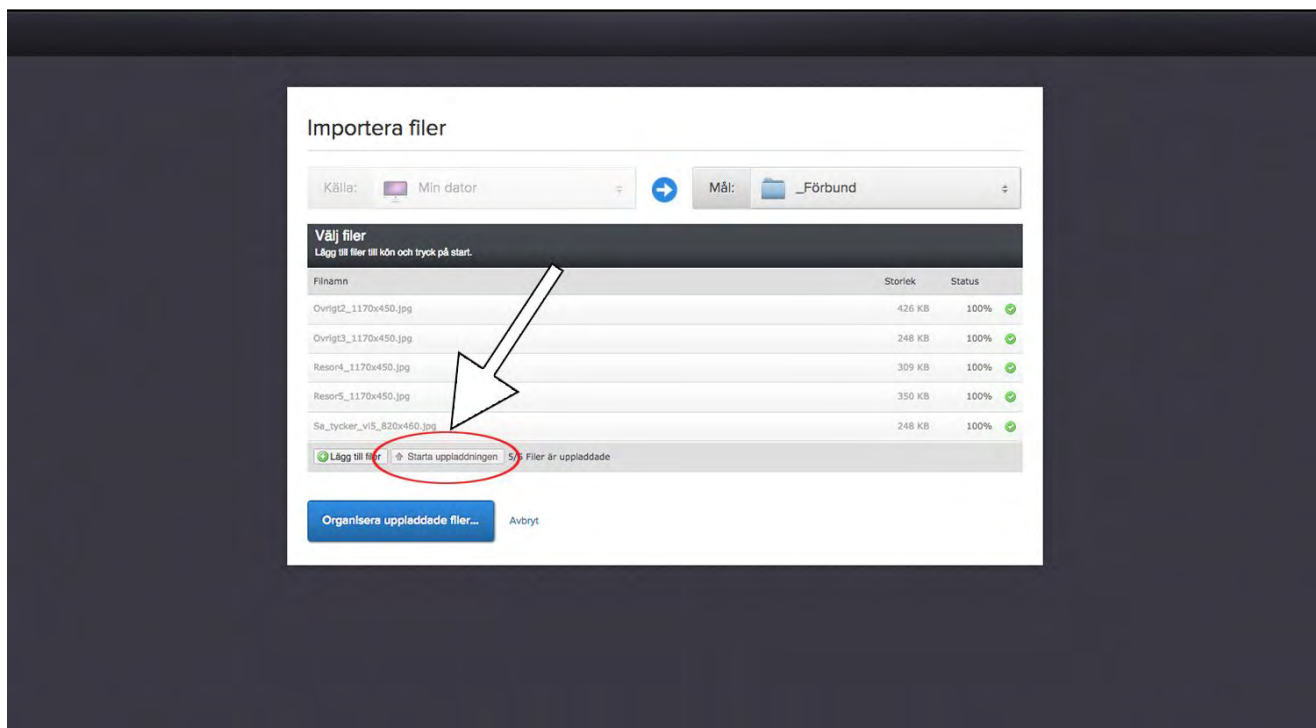 Importera filer
Källa: Min dator Mål: _Förbund
Välj filer
Lägg till filer till kön och tryck på start.
Filnamn Storlek Status
Ovrigt2_1170x450.jpg 426 KB 100%
Ovrigt3_1170x450.jpg 248 KB 100%
Resor4_1170x450.jpg 309 KB 100%
Resor5_1170x450.jpg 350 KB 100%
Sa_tycker_vi5_820x460.jpg 248 KB 100%
Lägg till filer Starta uppladdningen 5/5 Filer är uppladdade
Organisera uppladdade filer... Avbryt